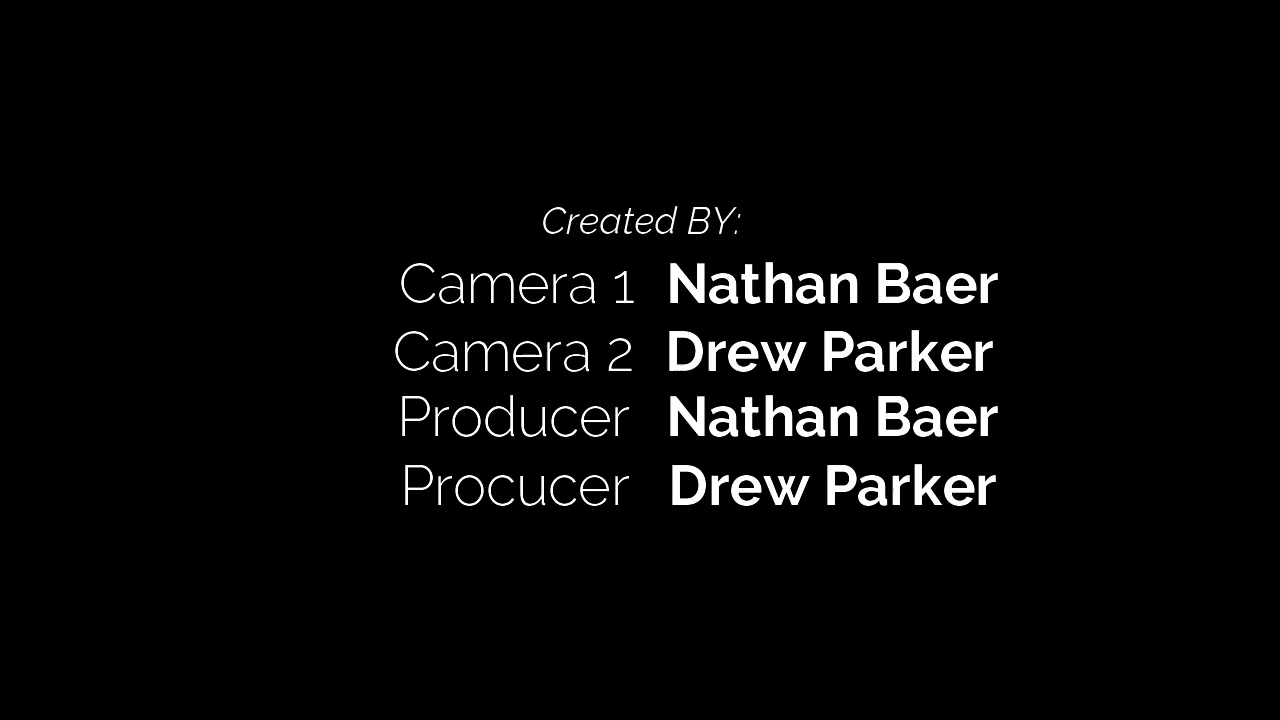 Created BY:
Camera 1 Nathan Baer
Camera 2 Drew Parker
Producer Nathan Baer
Procucer Drew Parker